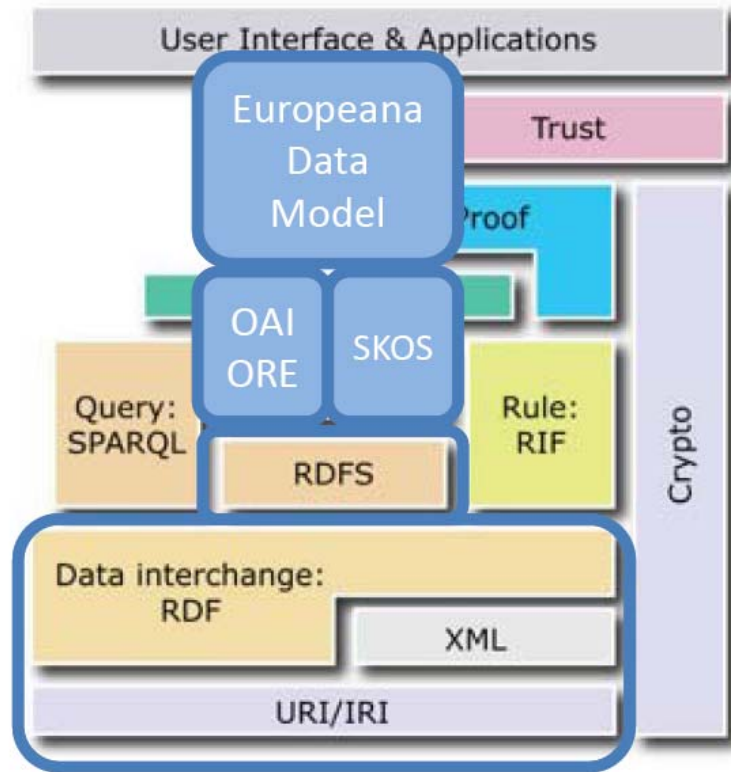 User Interface & Applications
Europeana
Data
Model
Trust
Proof
OAI
ORE
SKOS
Query:
SPARQL
Rule:
RIF
Crypto
RDFS
Data interchange:
RDF
XML
URI/IRI